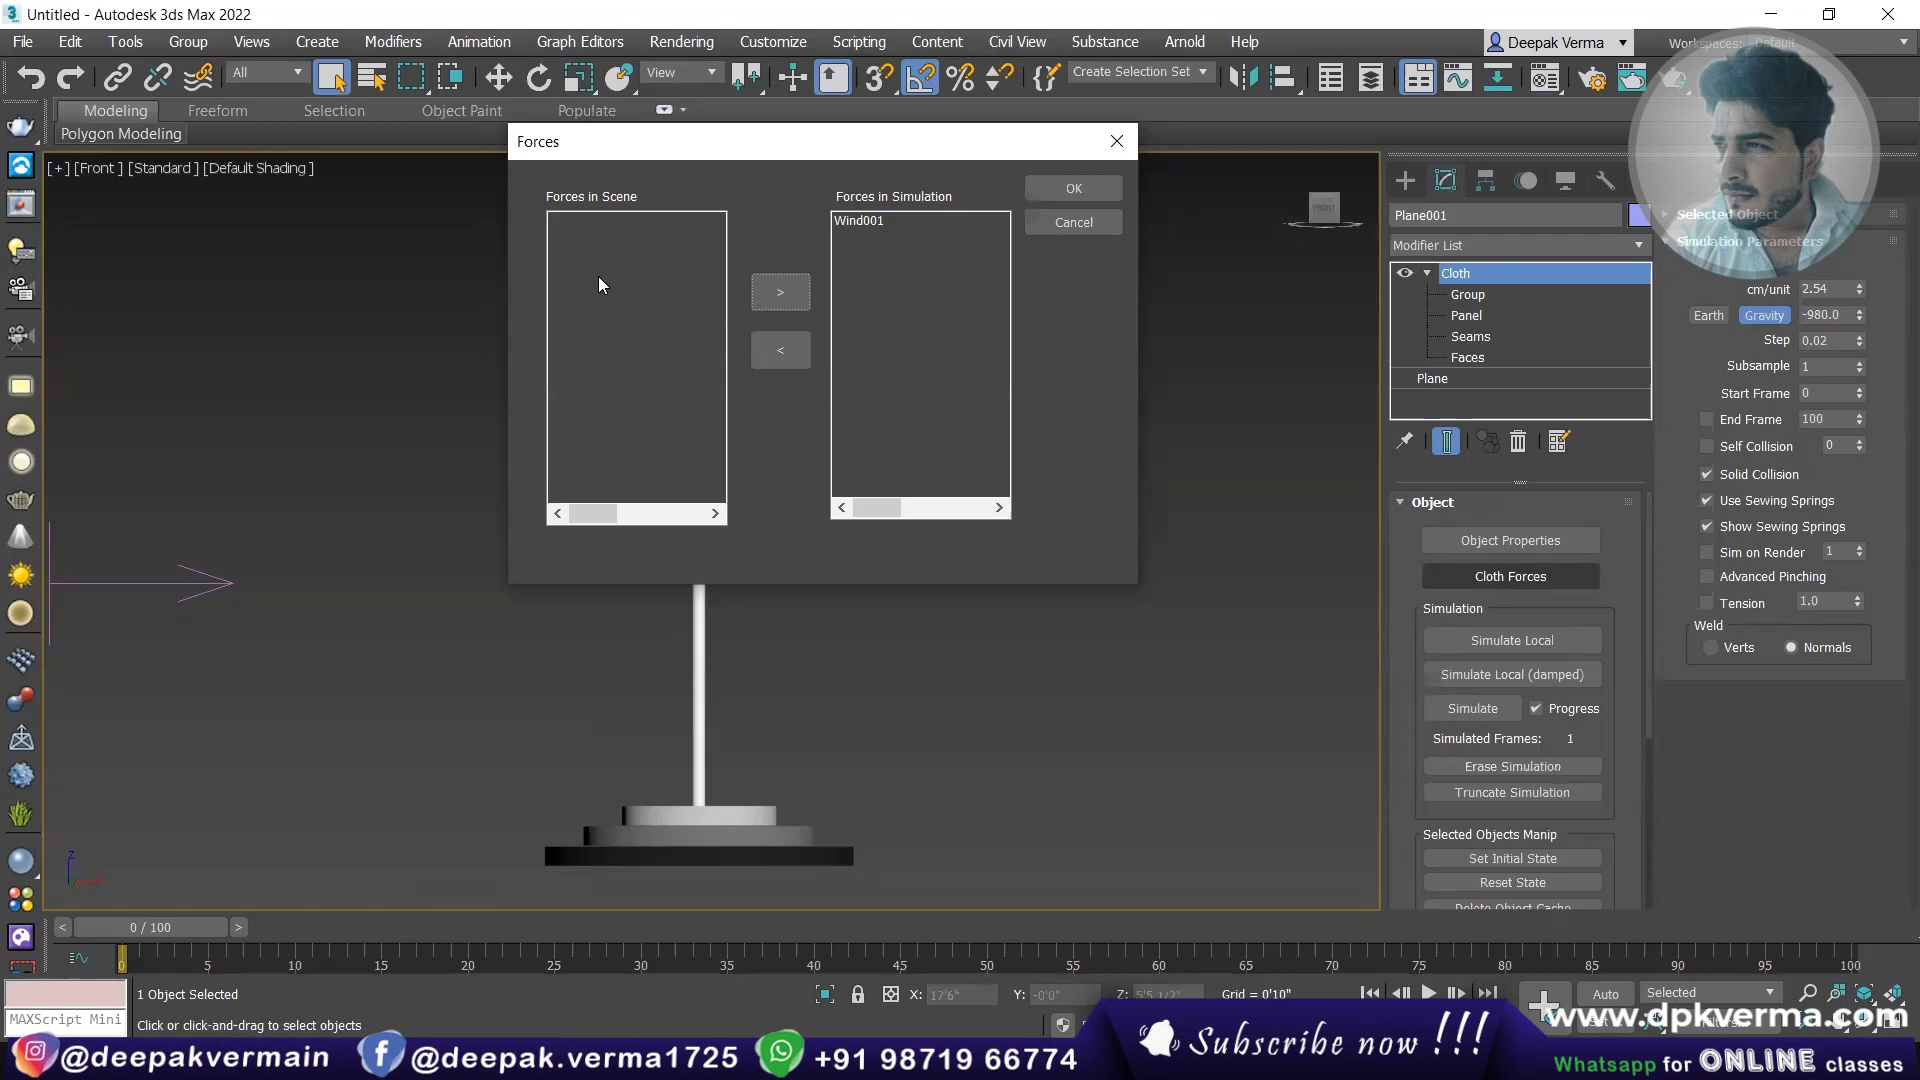 3 Untitled - Autodesk 3ds Max 2022
File Edit Tools Group Views Create Modifiers Animation Graph Editors Rendering Customize Scripting Content Civil View Substance Arnold Help Deepak Verma Workspaces: Default
All View Create Selection Set
Modeling Freeform Selection Object Paint Populate
Polygon Modeling
[+] [Front ] [Standard ] [Default Shading ]
Forces
Forces in Scene Forces in Simulation OK
Wind001 Cancel
>
<
FRONT
Plane001
Modifier List
Cloth
Group
Panel
Seams
Faces
Plane
Object
Object Properties
Cloth Forces
Simulation
Simulate Local
Simulate Local (damped)
Simulate Progress
Simulated Frames: 1
Erase Simulation
Truncate Simulation
Selected Objects Manip
Set Initial State
Reset State
Delete Object Cache
Selected Object
Simulation Parameters
cm/unit 2.54
Earth Gravity -980.0
Step 0.02
Subsample 1
Start Frame 0
End Frame 100
Self Collision 0
Solid Collision
Use Sewing Springs
Show Sewing Springs
Sim on Render 1
Advanced Pinching
Tension 1.0
Weld
Verts Normals
z
x
< 0 / 100 >
0 5 10 15 20 25 30 35 40 45 50 55 60 65 70 75 80 85 90 95 100
1 Object Selected X: 17'6" Y: -0'0" Z: 5'5 1/2" Grid = 0'10" Auto Selected
MAXScript Mini Click or click-and-drag to select objects
@deepakvermain @deepak.verma1725 +91 98719 66774
Subscribe now !!!
www.dpkverma.com
Whatsapp for ONLINE classes